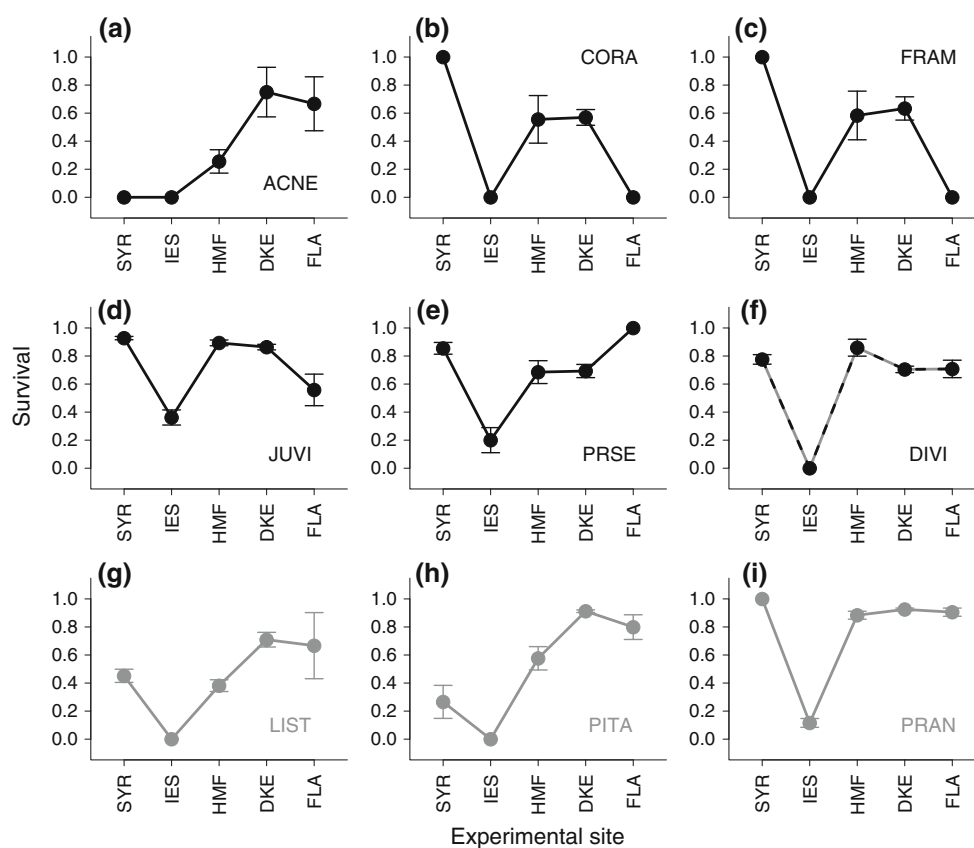 (a) (b) (c)
1.0 1.0 CORA 1.0 FRAM
0.8 0.8 0.8
0.6 0.6 0.6
0.4 0.4 0.4
0.2 ACNE 0.2 0.2
0.0 0.0 0.0
SYR IES HMF DKE FLA SYR IES HMF DKE FLA SYR IES HMF DKE FLA
Survival
(d) (e) (f)
1.0 1.0 1.0
0.8 0.8 0.8
0.6 0.6 0.6
0.4 0.4 0.4
0.2 0.2 0.2
JUVI PRSE DIVI
0.0 0.0 0.0
SYR IES HMF DKE FLA SYR IES HMF DKE FLA SYR IES HMF DKE FLA
(g) (h) (i)
1.0 1.0 1.0
0.8 0.8 0.8
0.6 0.6 0.6
0.4 0.4 0.4
0.2 0.2 0.2
LIST PITA PRAN
0.0 0.0 0.0
SYR IES HMF DKE FLA SYR IES HMF DKE FLA SYR IES HMF DKE FLA
Experimental site